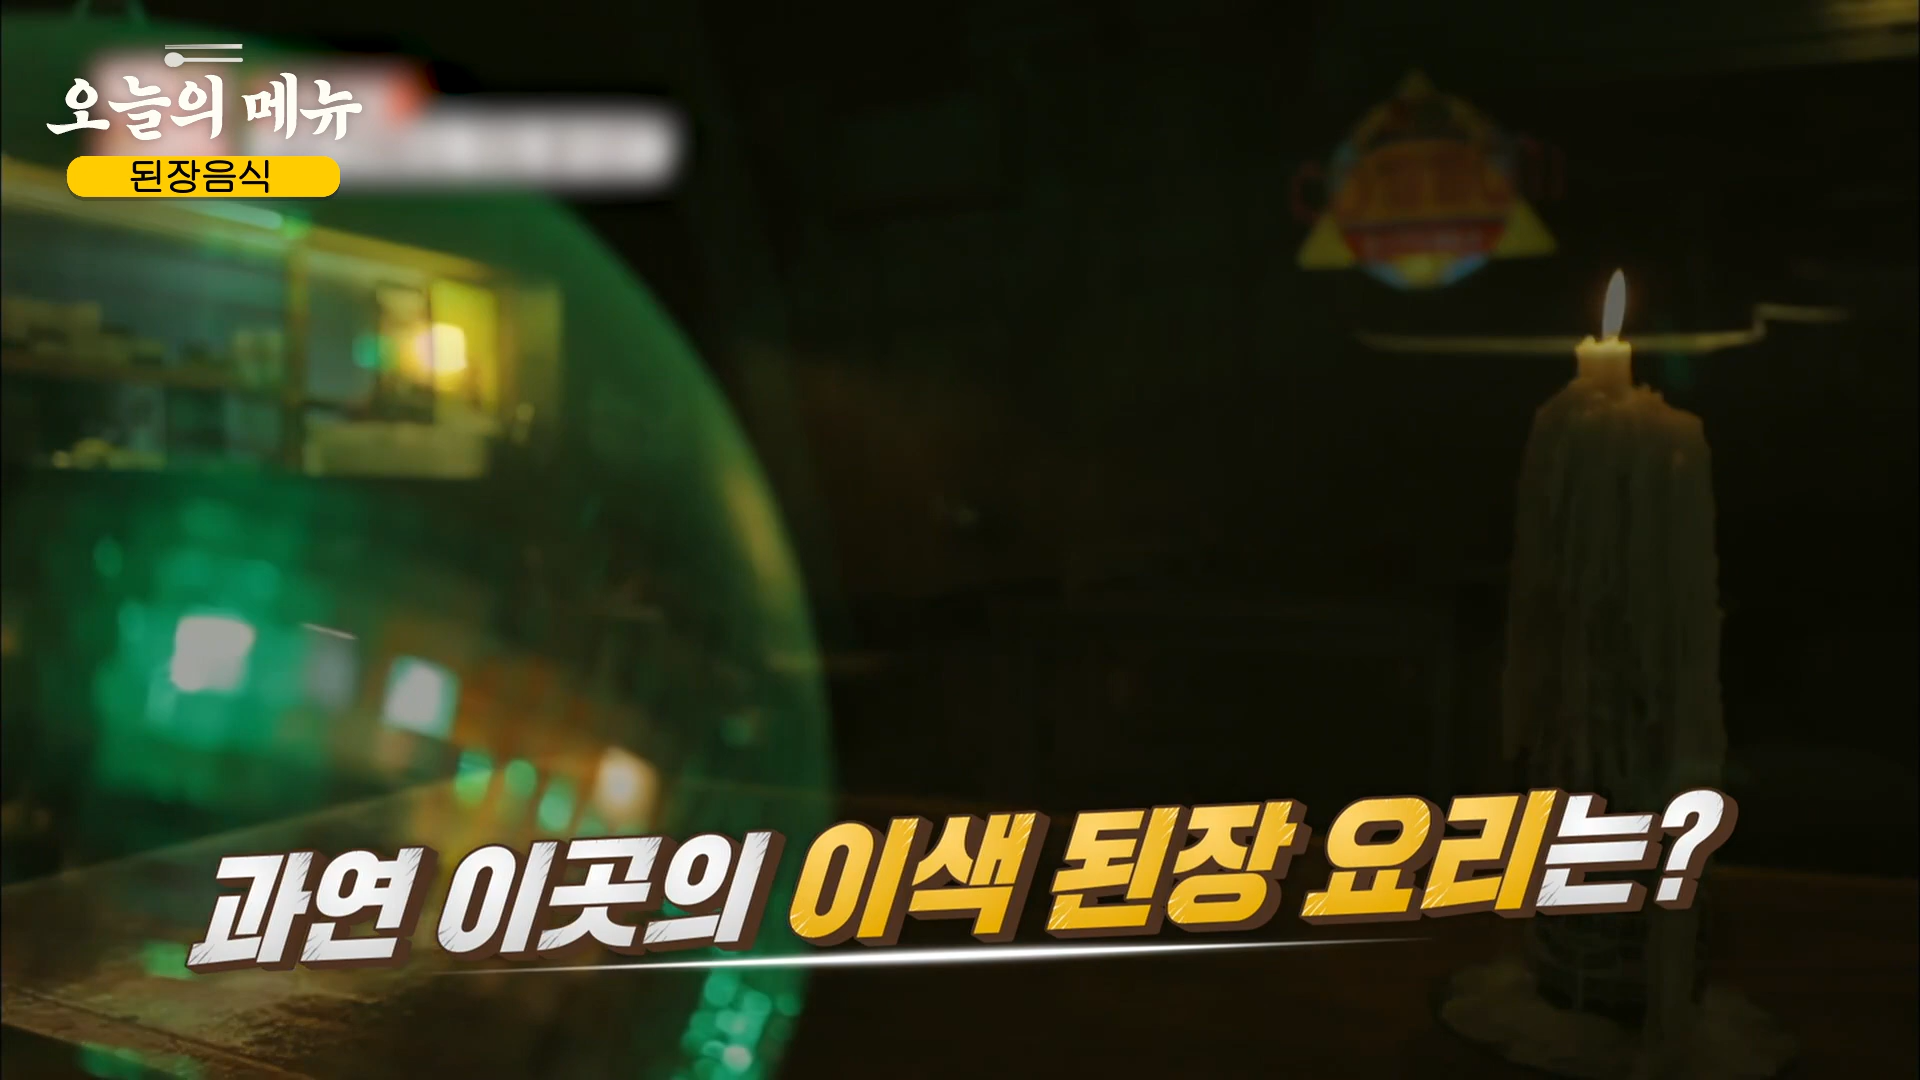 오늘의 메뉴
된장음식
과연 이곳의 이색 된장 요리는?